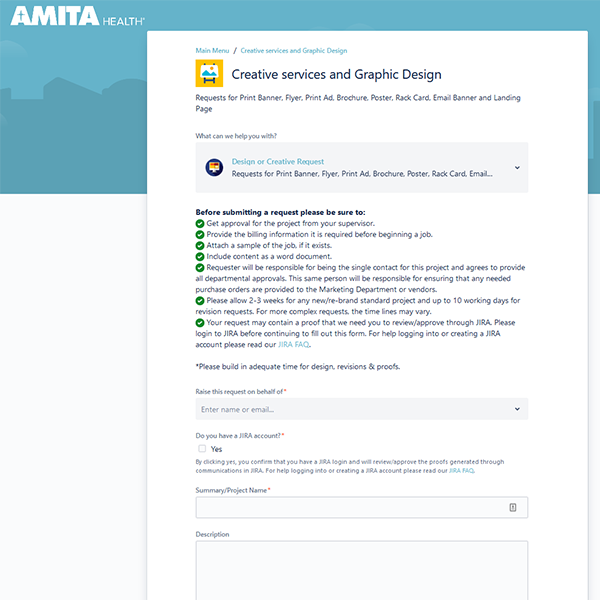 AMITA HEALTH
Main Menu / Creative services and Graphic Design
Creative services and Graphic Design
Requests for Print Banner, Flyer, Print Ad, Brochure, Poster, Rack Card, Email Banner and Landing
Page
What can we help you with?
Design or Creative Request
Requests for Print Banner, Flyer, Print Ad, Brochure, Poster, Rack Card, Email...
Before submitting a request please be sure to:
Get approval for the project from your supervisor.
Provide the billing information it is required before beginning a job.
Attach a sample of the job, if it exists.
Include content as a word document.
Requester will be responsible for being the single contact for this project and agrees to provide
all departmental approvals. This same person will be responsible for ensuring that any needed
purchase orders are provided to the Marketing Department or vendors.
Please allow 2-3 weeks for any new/re-brand standard project and up to 10 working days for
revision requests. For more complex requests, the time lines may vary.
Your request may contain a proof that we need you to review/approve through JIRA. Please
login to JIRA before continuing to fill out this form. For help logging into or creating a JIRA
account please read our JIRA FAQ.
*Please build in adequate time for design, revisions & proofs.
Raise this request on behalf of*
Enter name or email...
Do you have a JIRA account?*
Yes
By clicking yes, you confirm that you have a JIRA login and will review/approve the proofs generated through
communications in JIRA. For help logging into or creating a JIRA account please read our JIRA FAQ.
Summary/Project Name*
Description